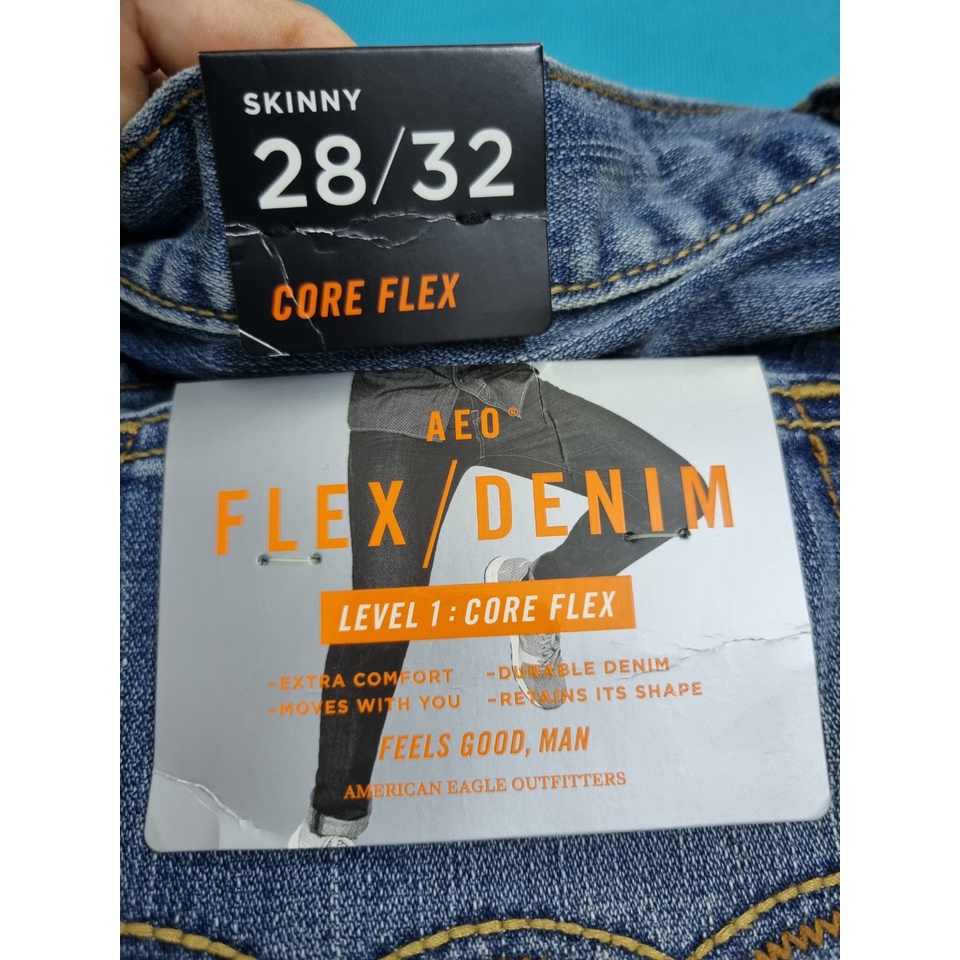 SKINNY
28/32
CORE FLEX
AEO®
FLEX/DENIM
LEVEL 1: CORE FLEX
-EXTRA COMFORT -DURABLE DENIM
-MOVES WITH YOU -RETAINS ITS SHAPE
FEELS GOOD, MAN
AMERICAN EAGLE OUTFITTERS